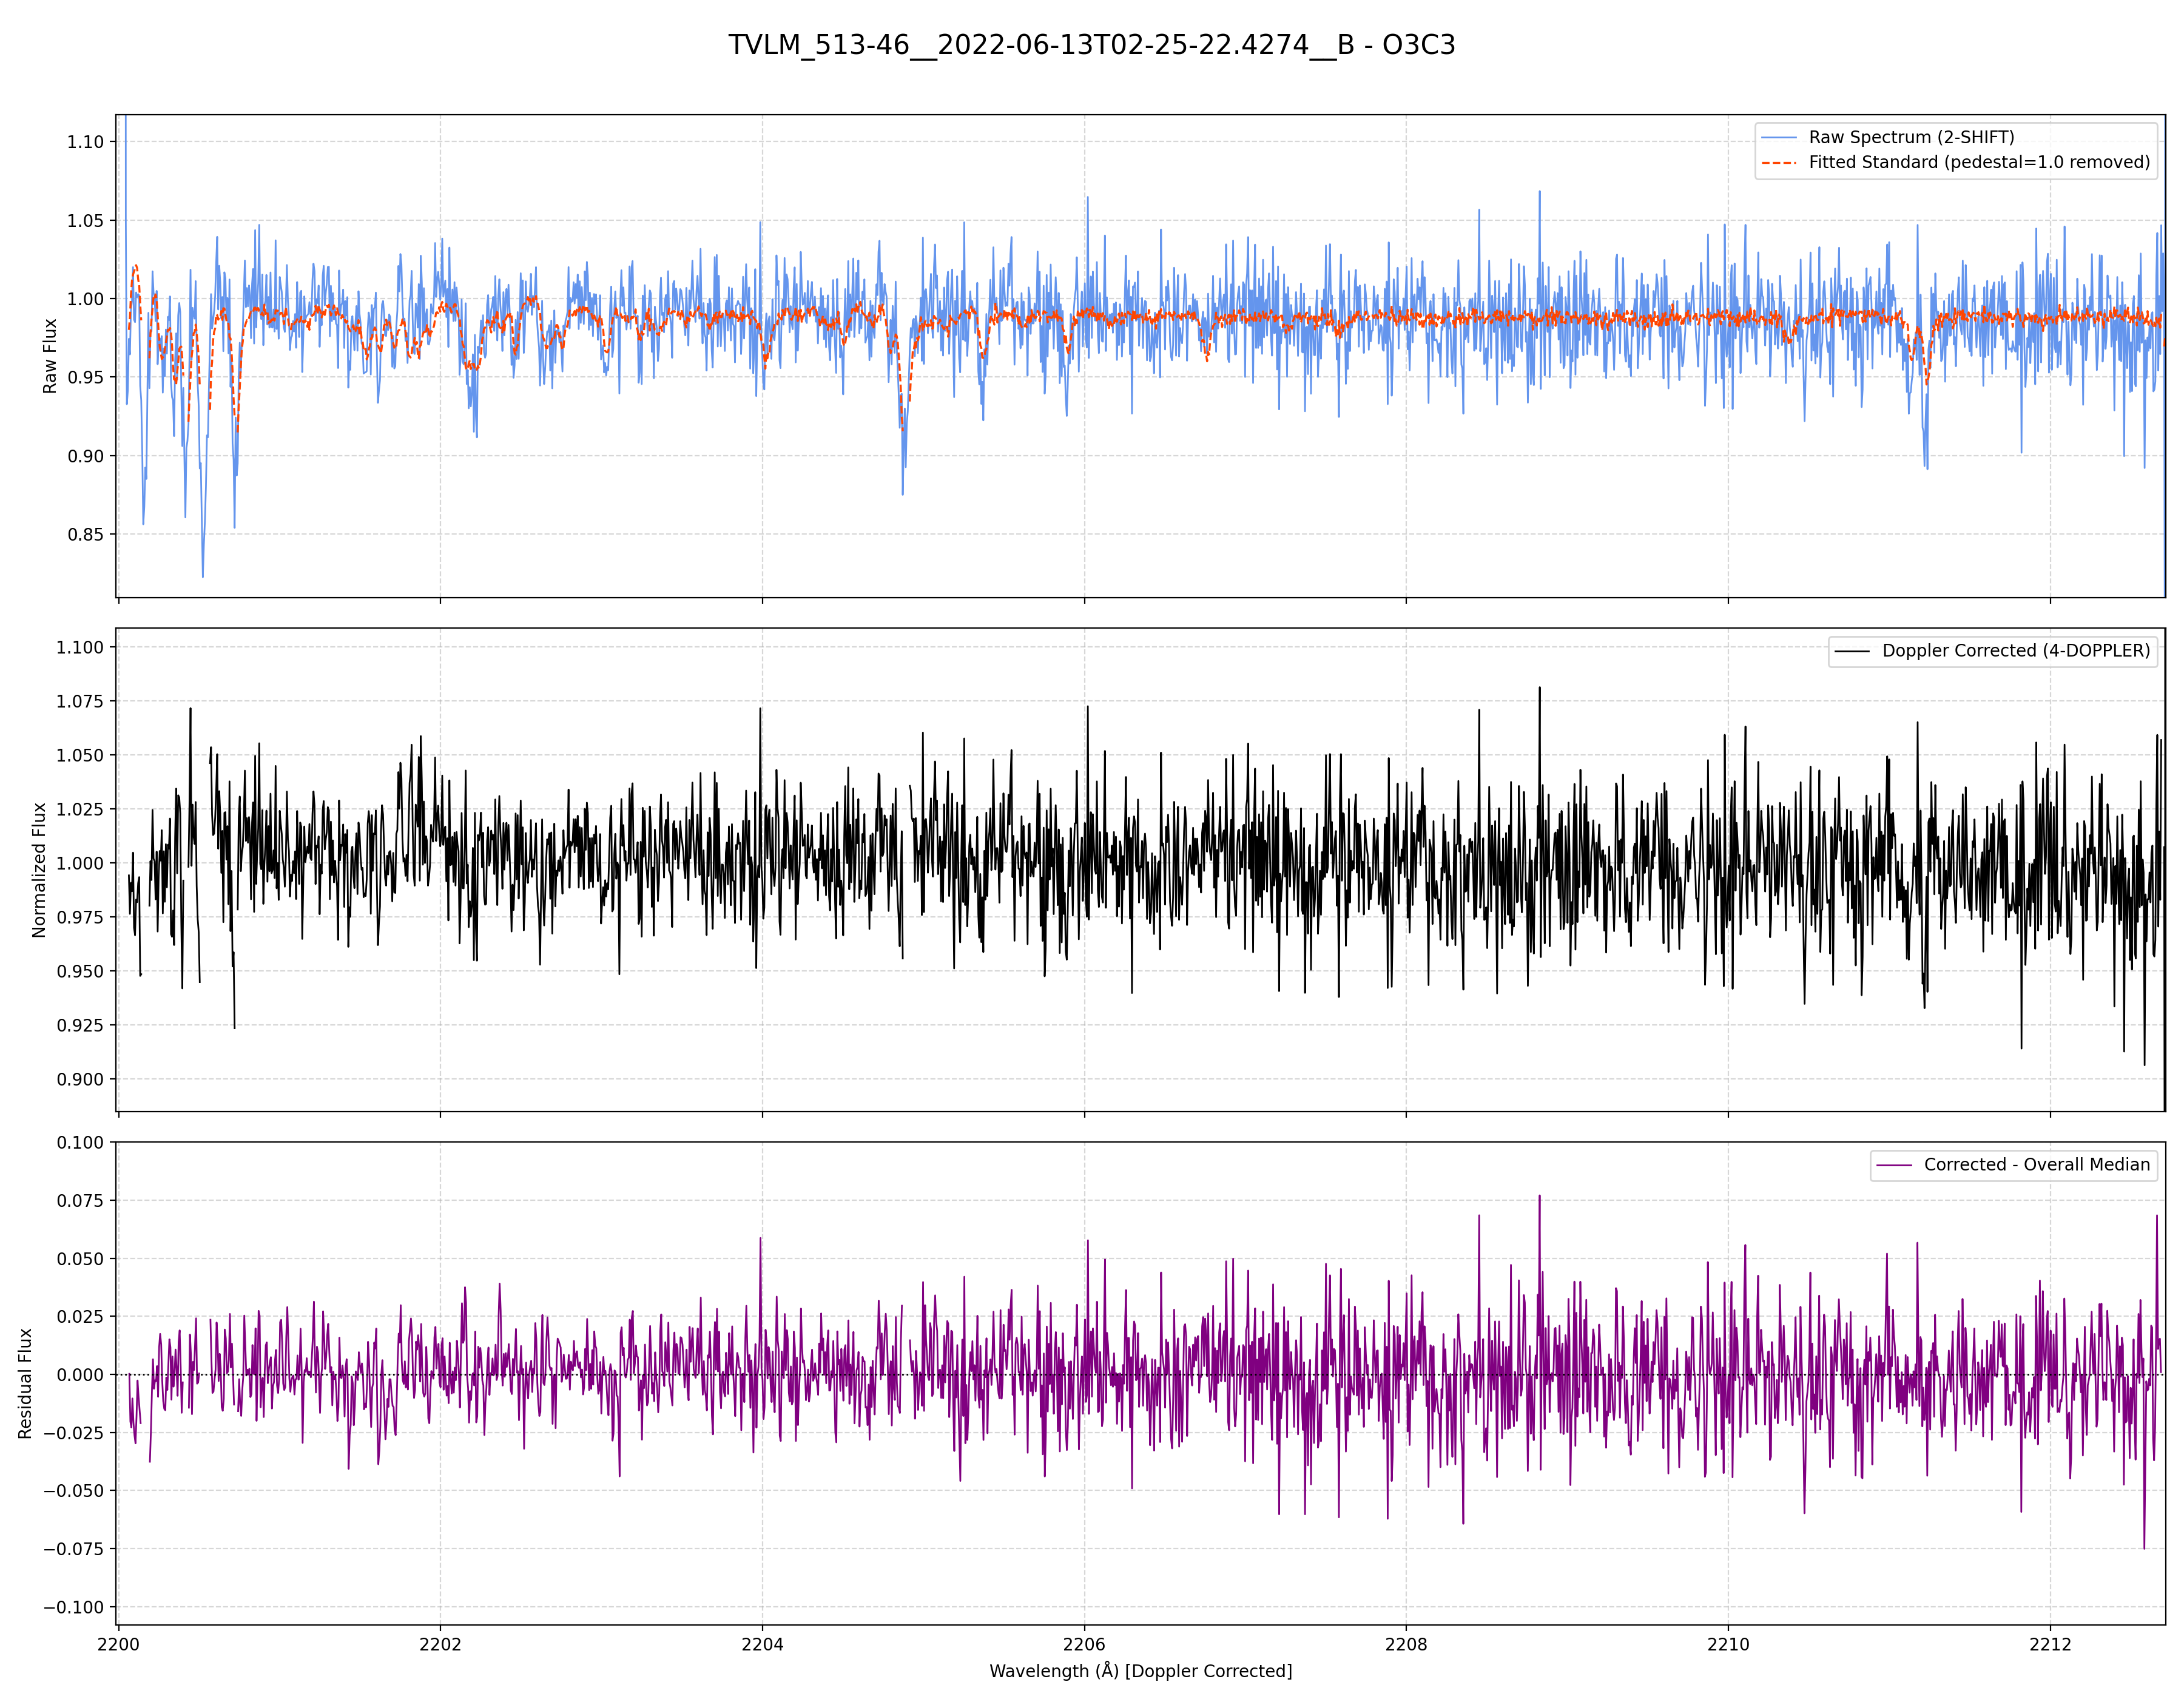 TVLM_513-46__2022-06-13T02-25-22.4274__B - O3C3
Raw Flux
1.10
1.05
1.00
0.95
0.90
0.85
Raw Spectrum (2-SHIFT)
Fitted Standard (pedestal=1.0 removed)
Normalized Flux
1.100
1.075
1.050
1.025
1.000
0.975
0.950
0.925
0.900
Doppler Corrected (4-DOPPLER)
Residual Flux
0.100
0.075
0.050
0.025
0.000
−0.025
−0.050
−0.075
−0.100
Corrected - Overall Median
2200 2202 2204 2206 2208 2210 2212
Wavelength (Å) [Doppler Corrected]